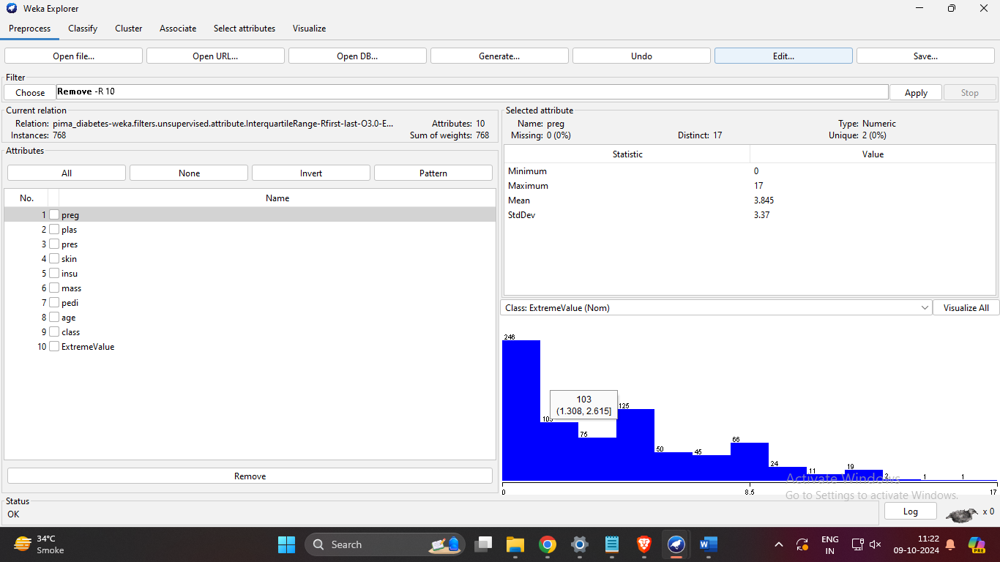 Weka Explorer
Preprocess Classify Cluster Associate Select attributes Visualize
Open file... Open URL... Open DB... Generate... Undo Edit... Save...
Filter
Choose Remove -R 10 Apply Stop
Current relation
Relation: pima_diabetes-weka.filters.unsupervised.attribute.InterquartileRange-Rfirst-last-O3.0-E... Attributes: 10
Instances: 768 Sum of weights: 768
Attributes
All None Invert Pattern
No. Name
1 preg
2 plas
3 pres
4 skin
5 insu
6 mass
7 pedi
8 age
9 class
10 ExtremeValue
Remove
Selected attribute
Name: preg Type: Numeric
Missing: 0 (0%) Distinct: 17 Unique: 2 (0%)
Statistic Value
Minimum 0
Maximum 17
Mean 3.845
StdDev 3.37
Class: ExtremeValue (Nom) Visualize All
246
103
(1.308, 2.615]
125
103
75
66
50 45
24
11 19
2 1 1
0 8.5 17
Activate Windows
Go to Settings to activate Windows.
Status
OK
Log x 0
34°C
Smoke
Search
ENG
IN
11:22
09-10-2024
PRE